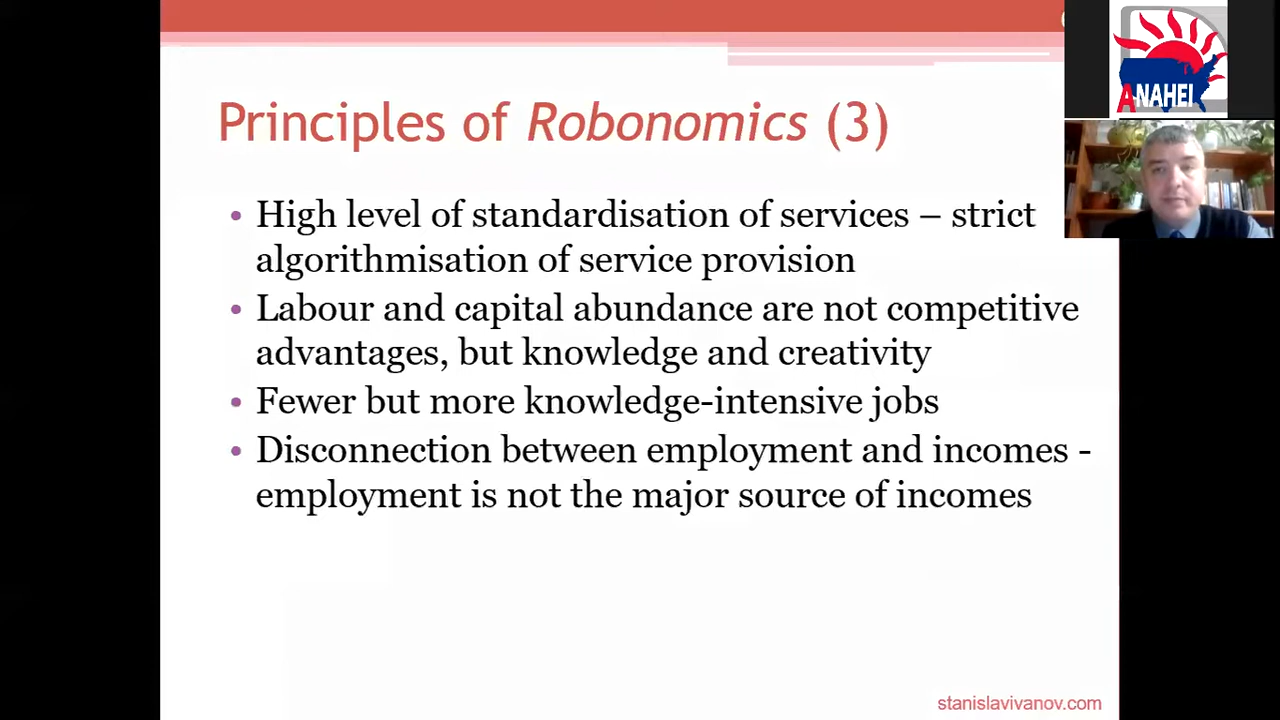 Principles of Robonomics (3)
• High level of standardisation of services – strict
algorithmisation of service provision
• Labour and capital abundance are not competitive
advantages, but knowledge and creativity
• Fewer but more knowledge-intensive jobs
• Disconnection between employment and incomes -
employment is not the major source of incomes
stanislavivanov.com
ANAHEI